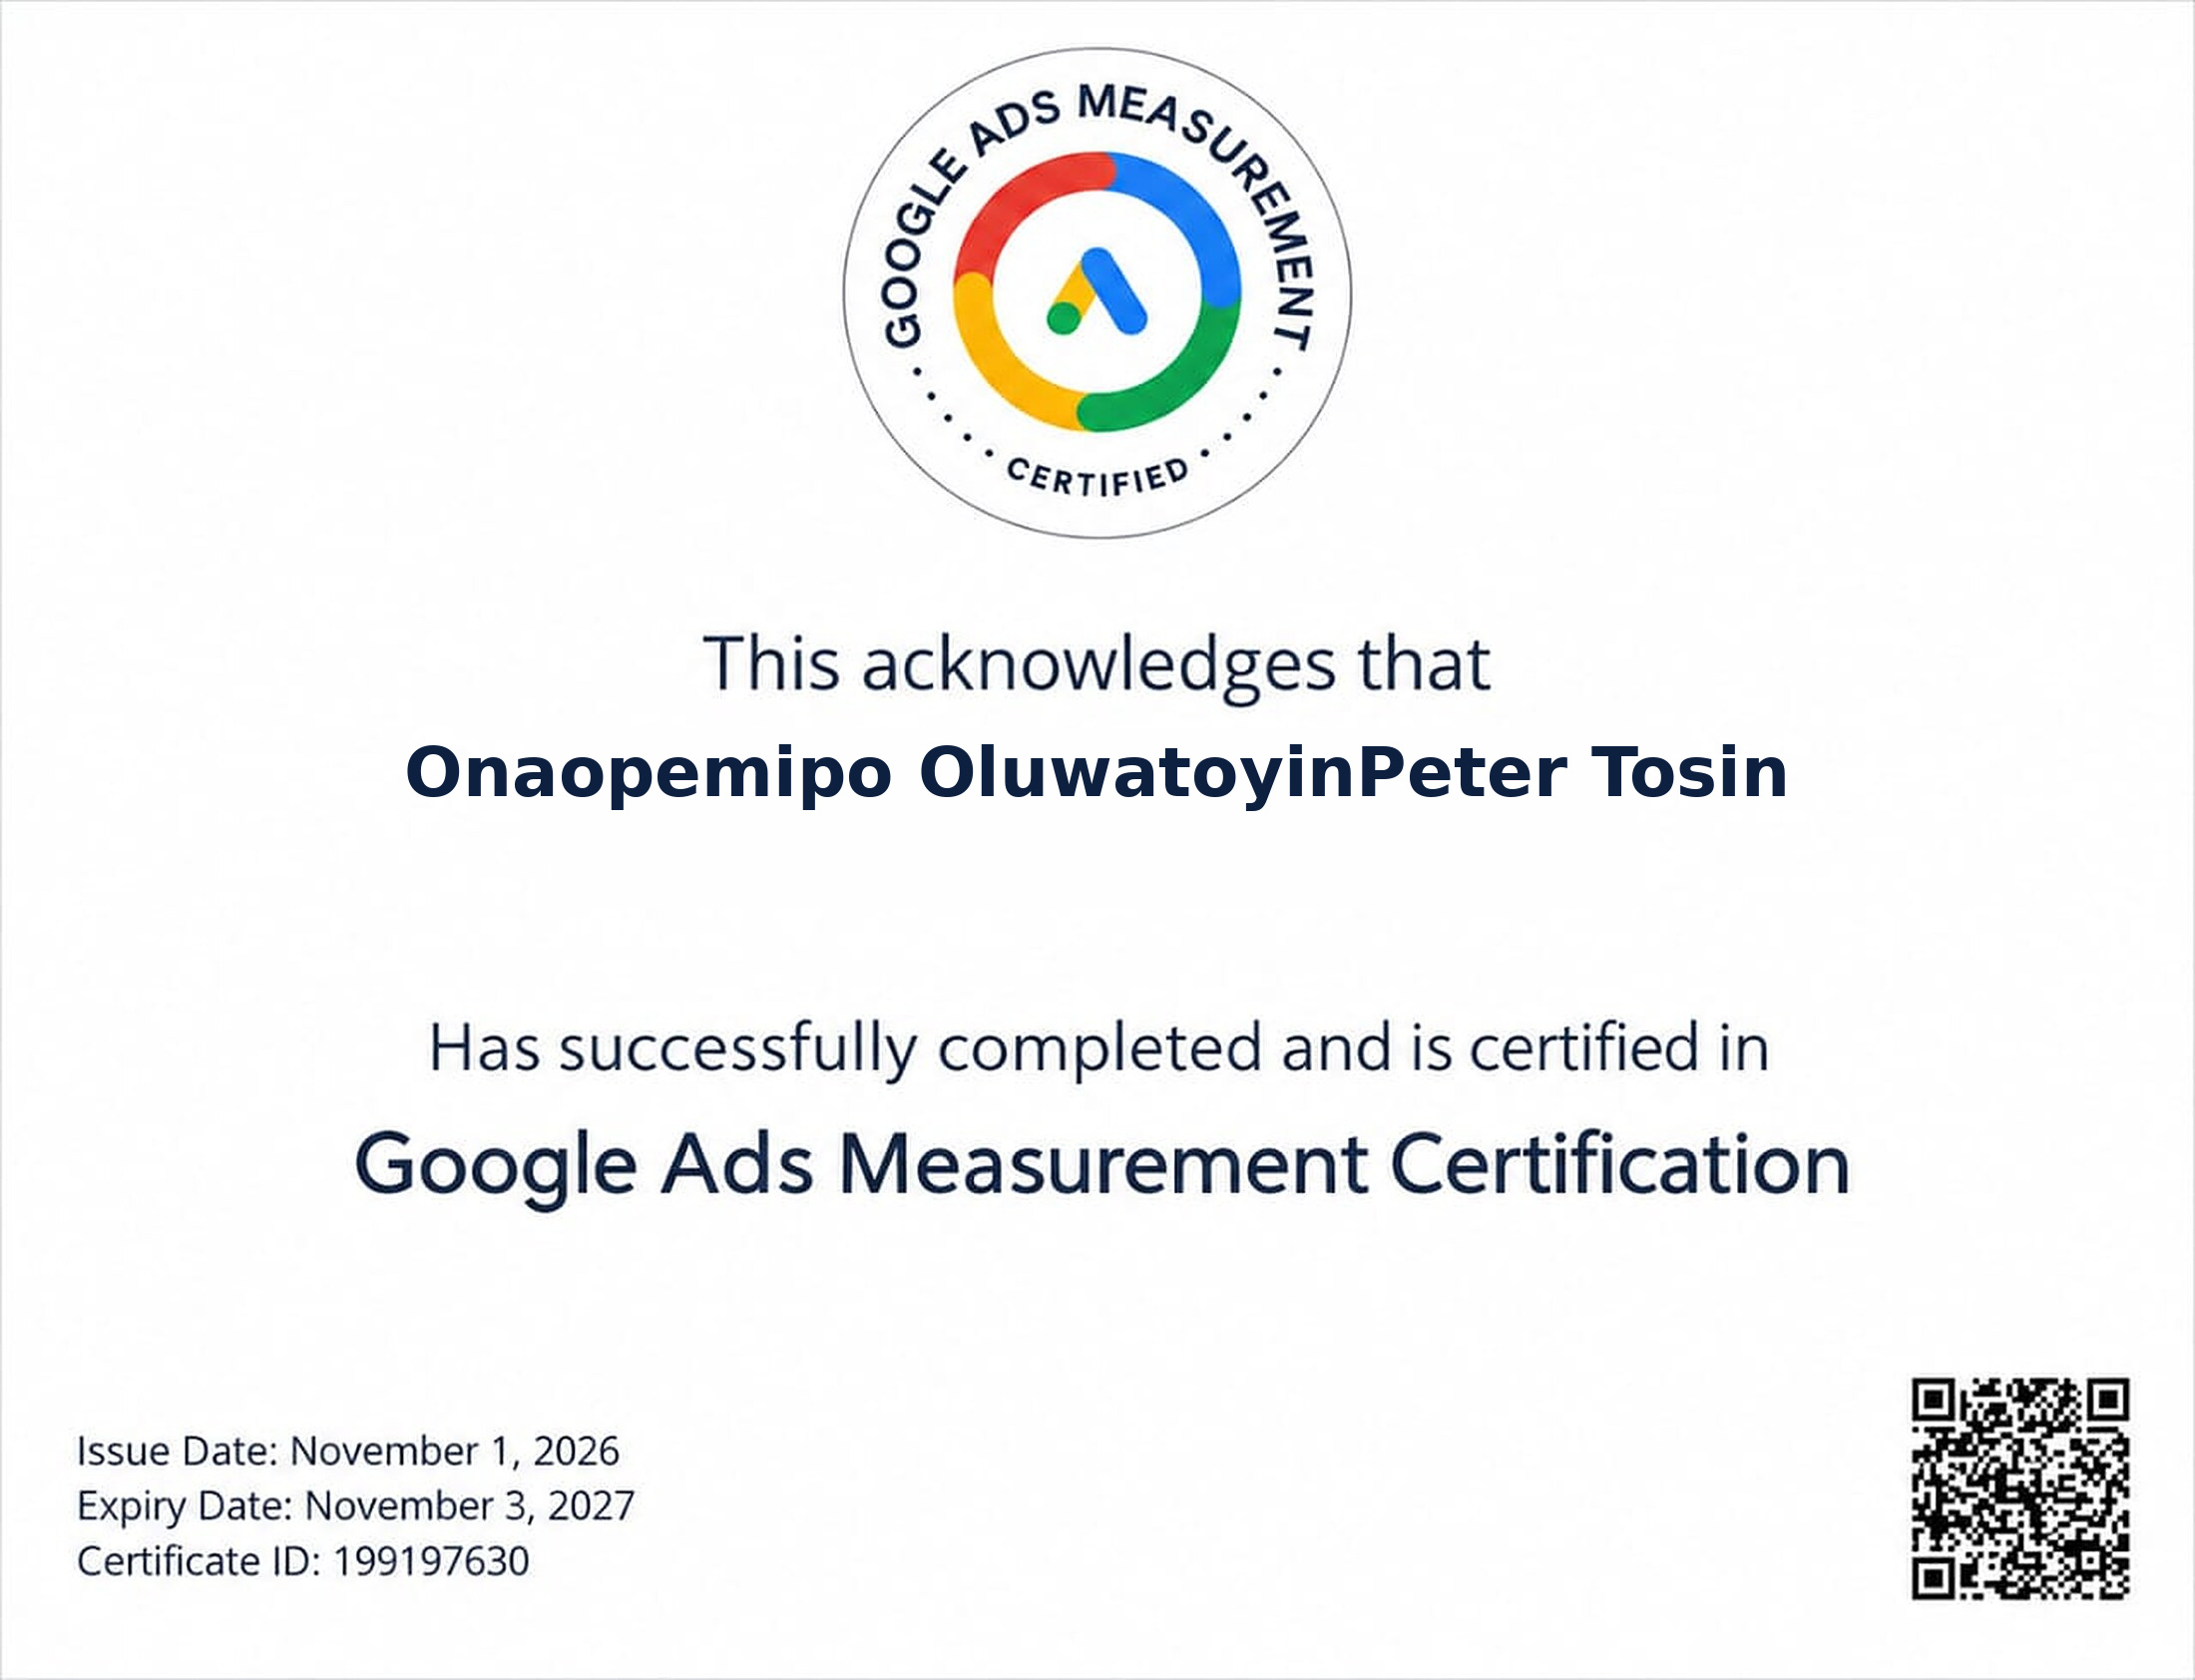 GOOGLE ADS MEASUREMENT
CERTIFIED
This acknowledges that
Onaopemipo OluwatoyinPeter Tosin
Has successfully completed and is certified in
Google Ads Measurement Certification
Issue Date: November 1, 2026
Expiry Date: November 3, 2027
Certificate ID: 199197630